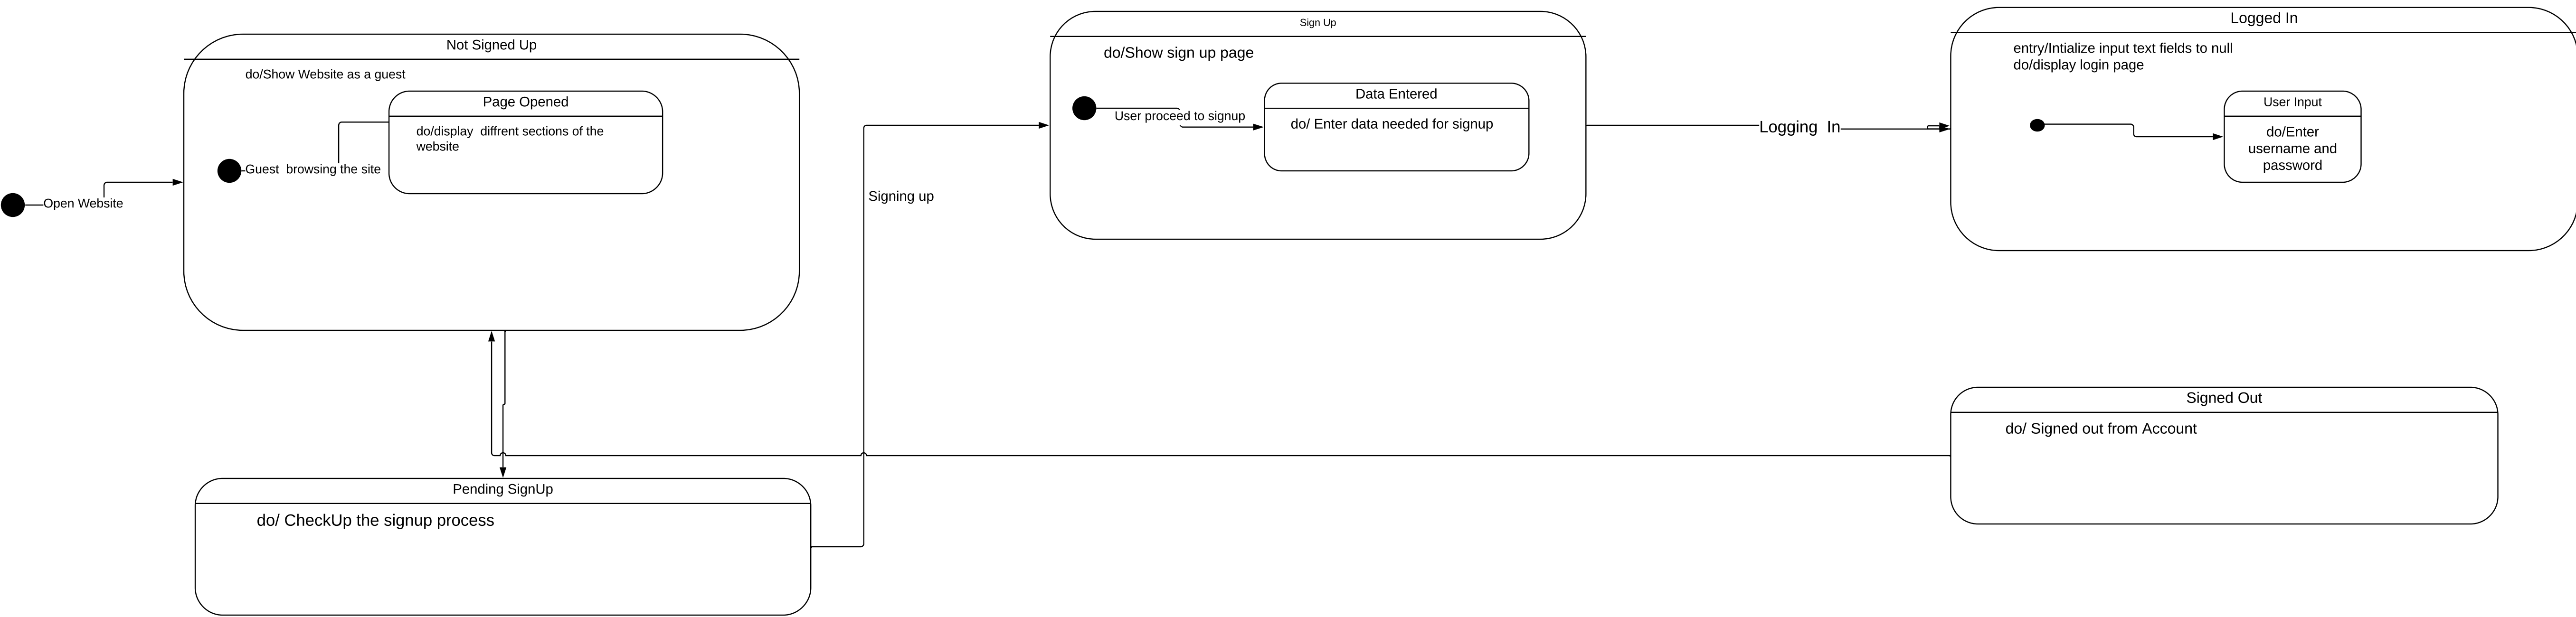 Open Website
Not Signed Up
do/Show Website as a guest
Page Opened
do/display  diffrent sections of the
website
Guest  browsing the site
Signing up
Sign Up
do/Show sign up page
User proceed to signup
Data Entered
do/ Enter data needed for signup
Logging  In
Logged In
entry/Intialize input text fields to null
do/display login page
User Input
do/Enter
username and
password
Signed Out
do/ Signed out from Account
Pending SignUp
do/ CheckUp the signup process